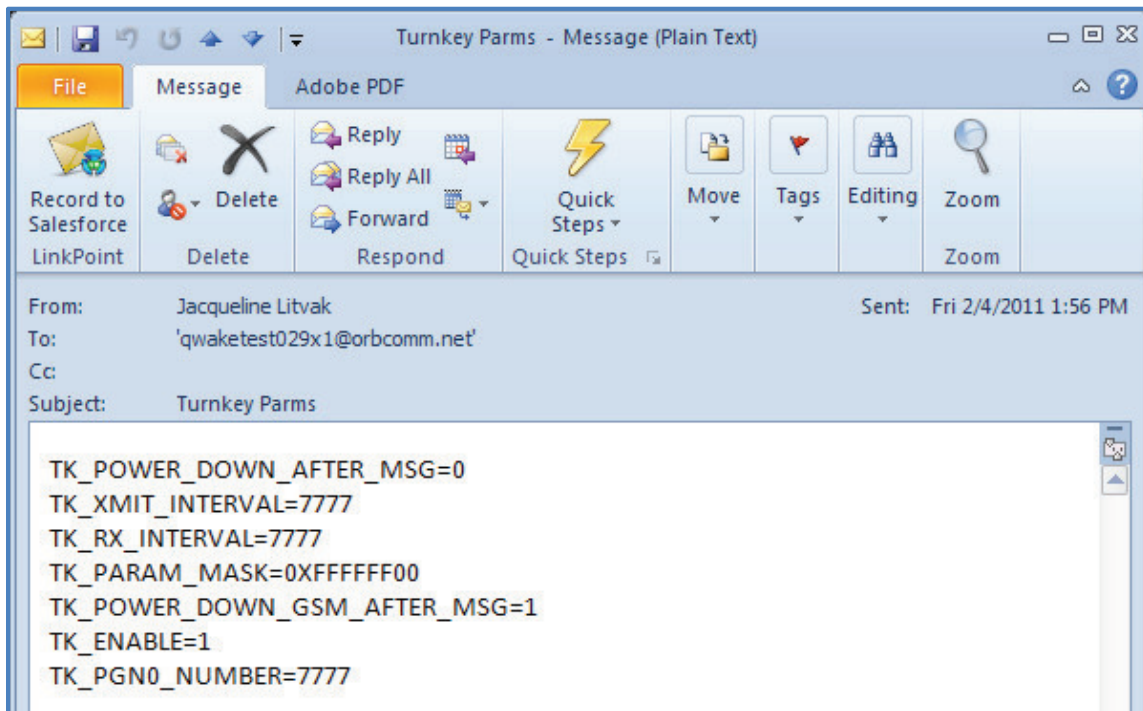 Turnkey Parms - Message (Plain Text)
File Message Adobe PDF
Record to Salesforce
LinkPoint
Delete
Delete
Reply
Reply All
Forward
Respond
Quick Steps
Quick Steps
Move
Tags
Editing
Zoom
Zoom
From: Jacqueline Litvak Sent: Fri 2/4/2011 1:56 PM
To: 'qwaketest029x1@orbcomm.net'
Cc:
Subject: Turnkey Parms
TK_POWER_DOWN_AFTER_MSG=0
TK_XMIT_INTERVAL=7777
TK_RX_INTERVAL=7777
TK_PARAM_MASK=0XFFFFFF00
TK_POWER_DOWN_GSM_AFTER_MSG=1
TK_ENABLE=1
TK_PGN0_NUMBER=7777